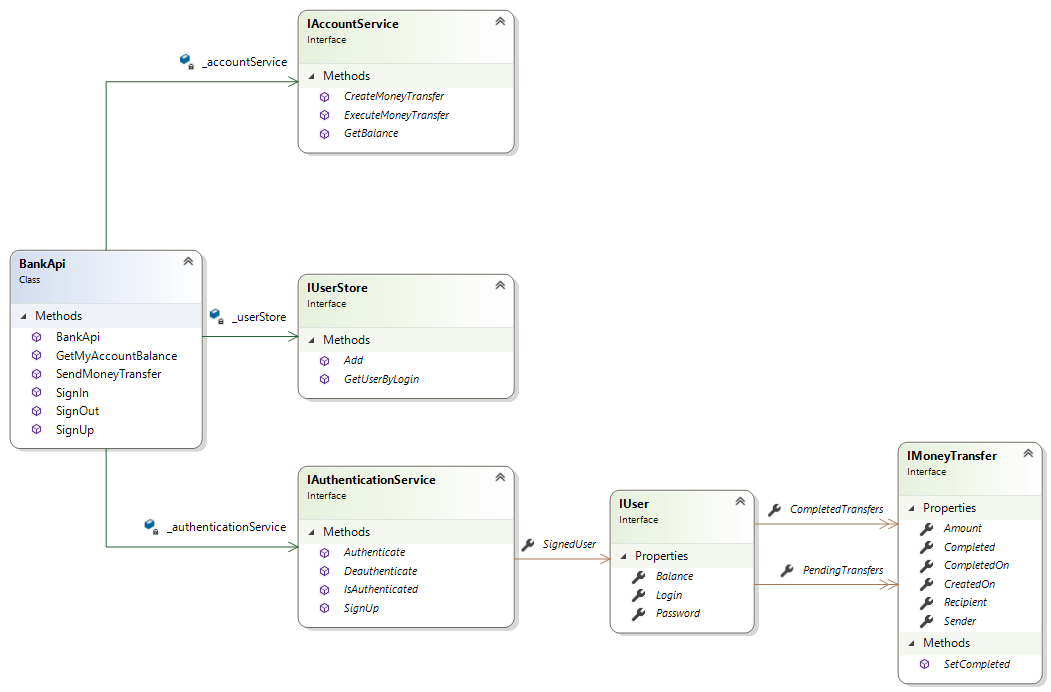 IAccountService
Interface
Methods
CreateMoneyTransfer
ExecuteMoneyTransfer
GetBalance
_accountService
BankApi
Class
Methods
BankApi
GetMyAccountBalance
SendMoneyTransfer
SignIn
SignOut
SignUp
_userStore
IUserStore
Interface
Methods
Add
GetUserByLogin
_authenticationService
IAuthenticationService
Interface
Methods
Authenticate
Deauthenticate
IsAuthenticated
SignUp
SignedUser
IUser
Interface
Properties
Balance
Login
Password
CompletedTransfers
PendingTransfers
IMoneyTransfer
Interface
Properties
Amount
Completed
CompletedOn
CreatedOn
Recipient
Sender
Methods
SetCompleted